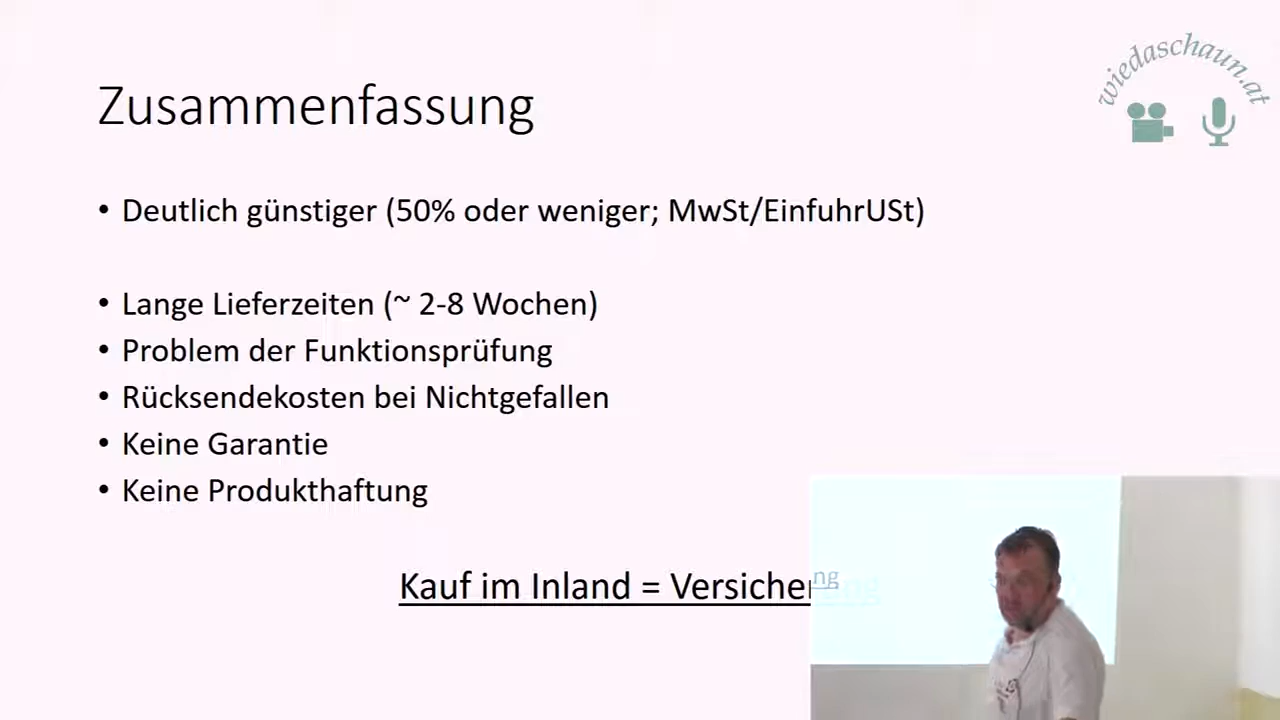 wiedaschaun.at
Zusammenfassung
• Deutlich günstiger (50% oder weniger; MwSt/EinfuhrUSt)
• Lange Lieferzeiten (~ 2-8 Wochen)
• Problem der Funktionsprüfung
• Rücksendekosten bei Nichtgefallen
• Keine Garantie
• Keine Produkthaftung
Kauf im Inland =
ng